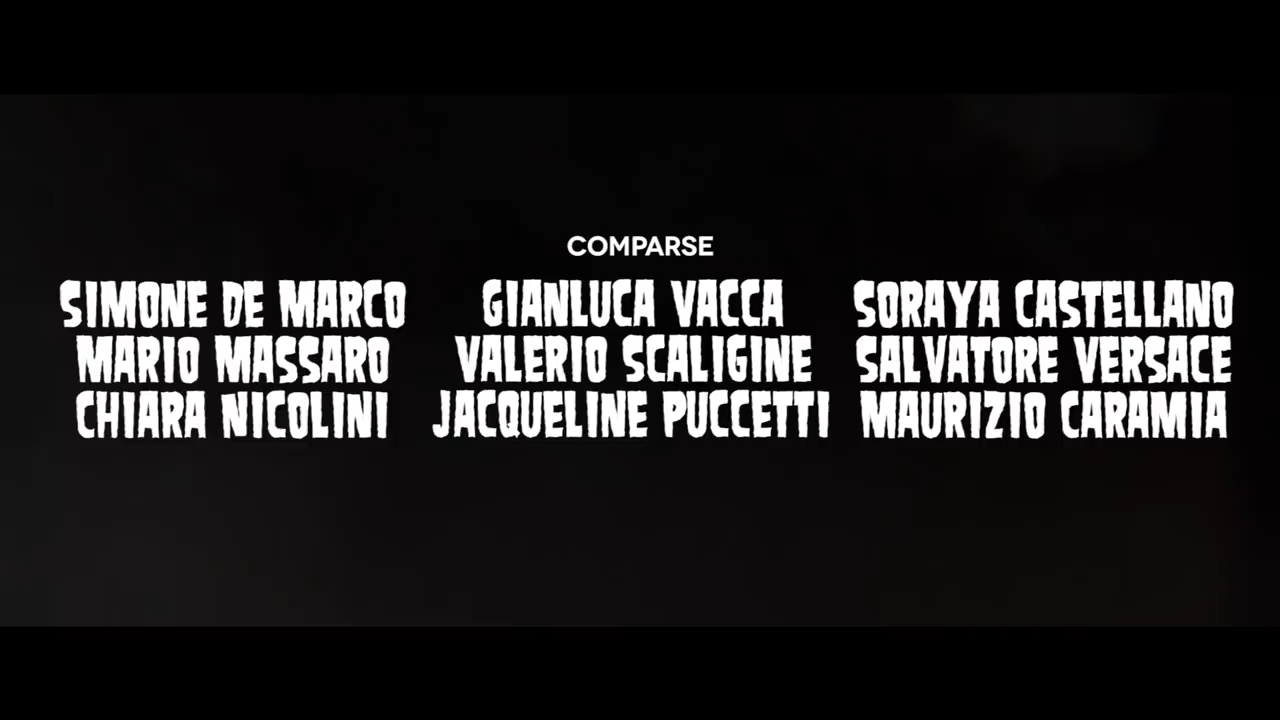 COMPARSE
SIMONE DE MARCO GIANLUCA VACCA SORAYA CASTELLANO
MARIO MASSARO VALERIO SCALIGINE SALVATORE VERSACE
CHIARA NICOLINI JACQUELINE PUCCETTI MAURIZIO CARAMIA